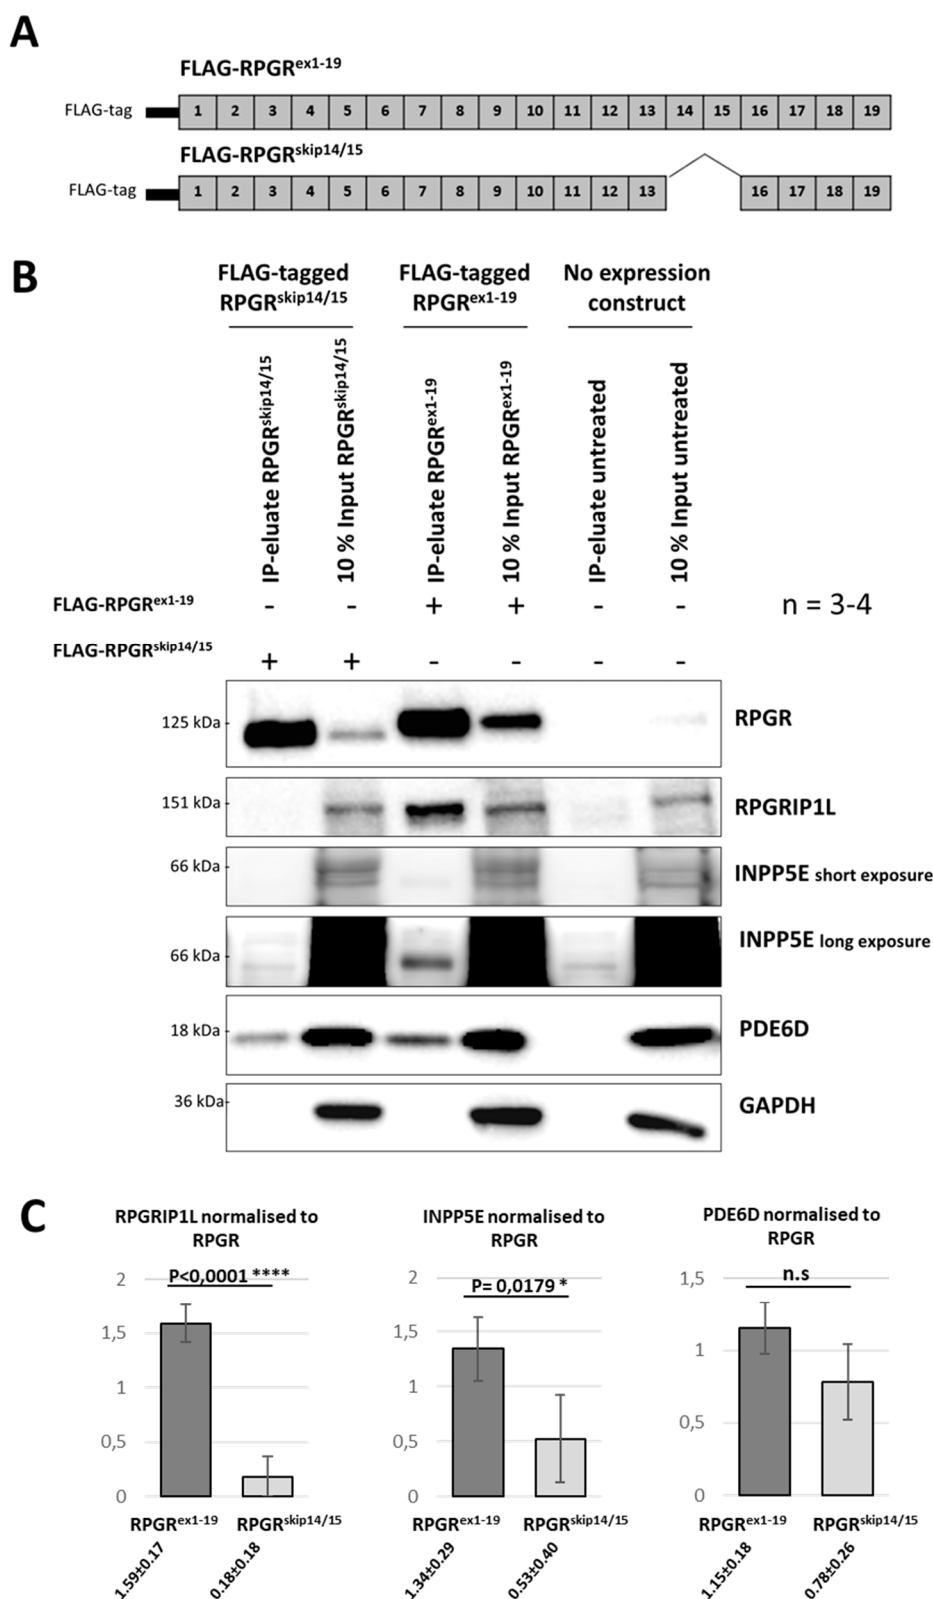 A
FLAG-RPGRex1-19
FLAG-tag 1 2 3 4 5 6 7 8 9 10 11 12 13 14 15 16 17 18 19
FLAG-RPGRskip14/15
FLAG-tag 1 2 3 4 5 6 7 8 9 10 11 12 13 16 17 18 19
B
FLAG-tagged
RPGRskip14/15
FLAG-tagged
RPGRex1-19
No expression
construct
IP-eluate RPGRskip14/15
10 % Input RPGRskip14/15
IP-eluate RPGRex1-19
10 % Input RPGRex1-19
IP-eluate untreated
10 % Input untreated
FLAG-RPGRex1-19 - - + + - - n = 3-4
FLAG-RPGRskip14/15 + + - - - -
125 kDa RPGR
151 kDa RPGRIP1L
66 kDa INPP5E short exposure
66 kDa INPP5E long exposure
18 kDa PDE6D
36 kDa GAPDH
C
RPGRIP1L normalised to
RPGR
P<0,0001 ****
2
1,5
1
0,5
0
RPGRex1-19 RPGRskip14/15
1.59±0.17 0.18±0.18
INPP5E normalised to
RPGR
P= 0,0179 *
2
1,5
1
0,5
0
RPGRex1-19 RPGRskip14/15
1.34±0.29 0.53±0.40
PDE6D normalised to
RPGR
n.s
1,5
1
0,5
0
RPGRex1-19 RPGRskip14/15
1.15±0.18 0.78±0.26